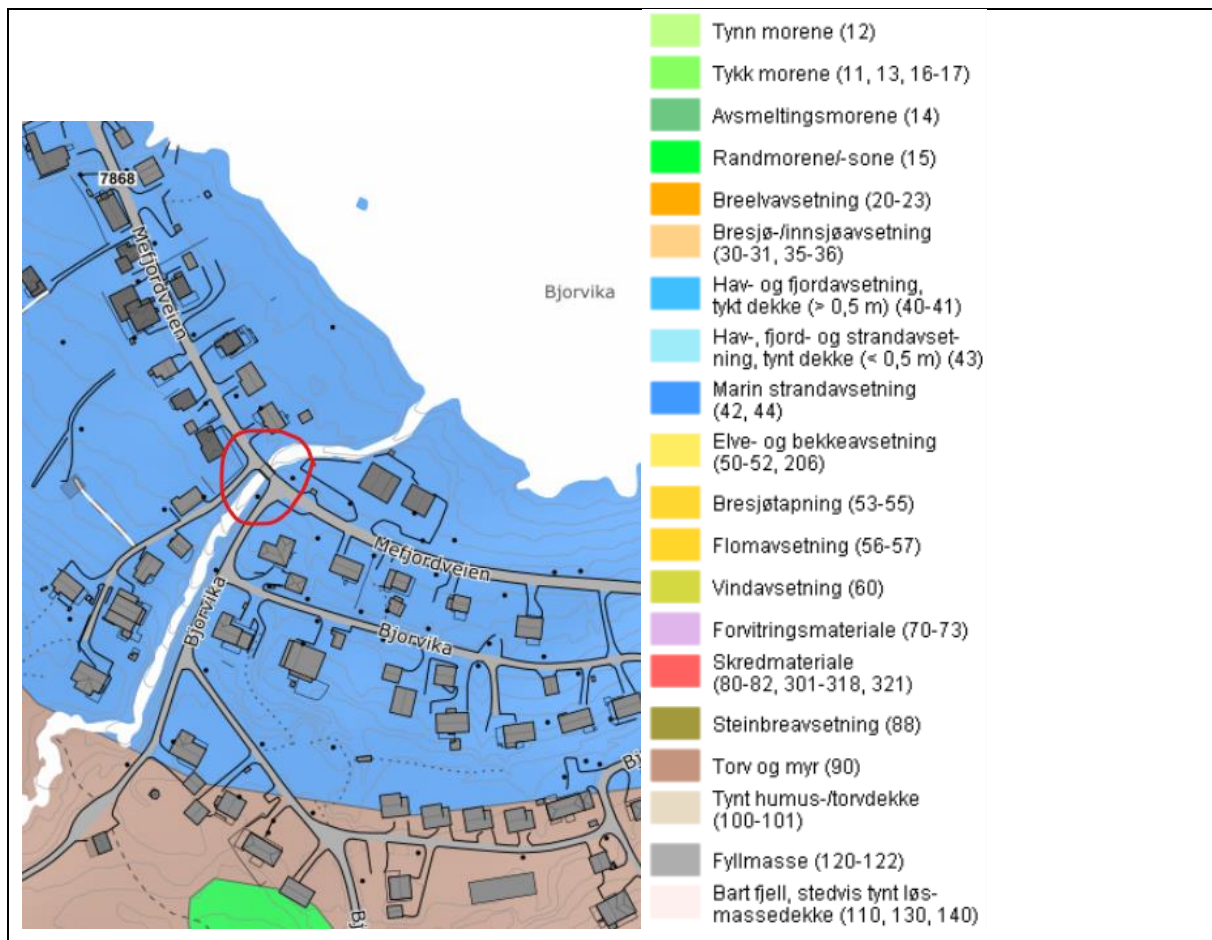 7868
Mefjordveien
Bjorvika
Mefjordveien
Bjorvika
Bjorvika
Bj
Bj
Tynn morene (12)
Tykk morene (11, 13, 16-17)
Avsmeltingsmorene (14)
Randmorene/-sone (15)
Breelvavsetning (20-23)
Bresjø-/innsjøavsetning
(30-31, 35-36)
Hav- og fjordavsetning,
tykt dekke (> 0,5 m) (40-41)
Hav-, fjord- og strandavset-
ning, tynt dekke (< 0,5 m) (43)
Marin strandavsetning
(42, 44)
Elve- og bekkeavsetning
(50-52, 206)
Bresjøtapning (53-55)
Flomavsetning (56-57)
Vindavsetning (60)
Forvitringsmateriale (70-73)
Skredmateriale
(80-82, 301-318, 321)
Steinbreavsetning (88)
Torv og myr (90)
Tynt humus-/torvdekke
(100-101)
Fyllmasse (120-122)
Bart fjell, stedvis tynt løs-
massedekke (110, 130, 140)